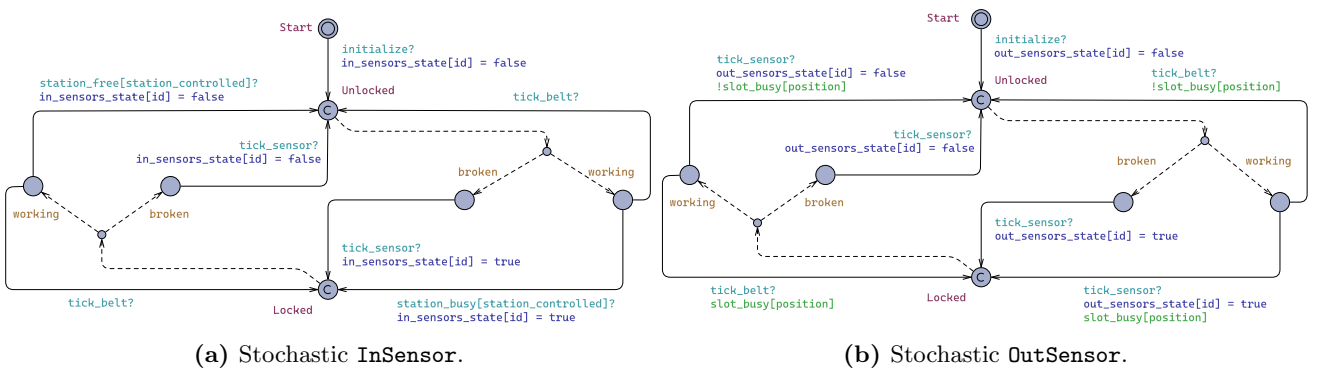 Start
initialize?
in_sensors_state[id] = false
station_free[station_controlled]?
in_sensors_state[id] = false
Unlocked
tick_belt?
C
tick_sensor?
in_sensors_state[id] = false
broken
working
working
broken
tick_sensor?
in_sensors_state[id] = true
C
tick_belt?
Locked
station_busy[station_controlled]?
in_sensors_state[id] = true
(a) Stochastic InSensor.
Start
initialize?
out_sensors_state[id] = false
tick_sensor?
out_sensors_state[id] = false
!slot_busy[position]
Unlocked
tick_belt?
!slot_busy[position]
C
tick_sensor?
out_sensors_state[id] = false
broken
working
working
broken
tick_sensor?
out_sensors_state[id] = true
C
tick_belt?
slot_busy[position]
Locked
tick_sensor?
out_sensors_state[id] = true
slot_busy[position]
(b) Stochastic OutSensor.